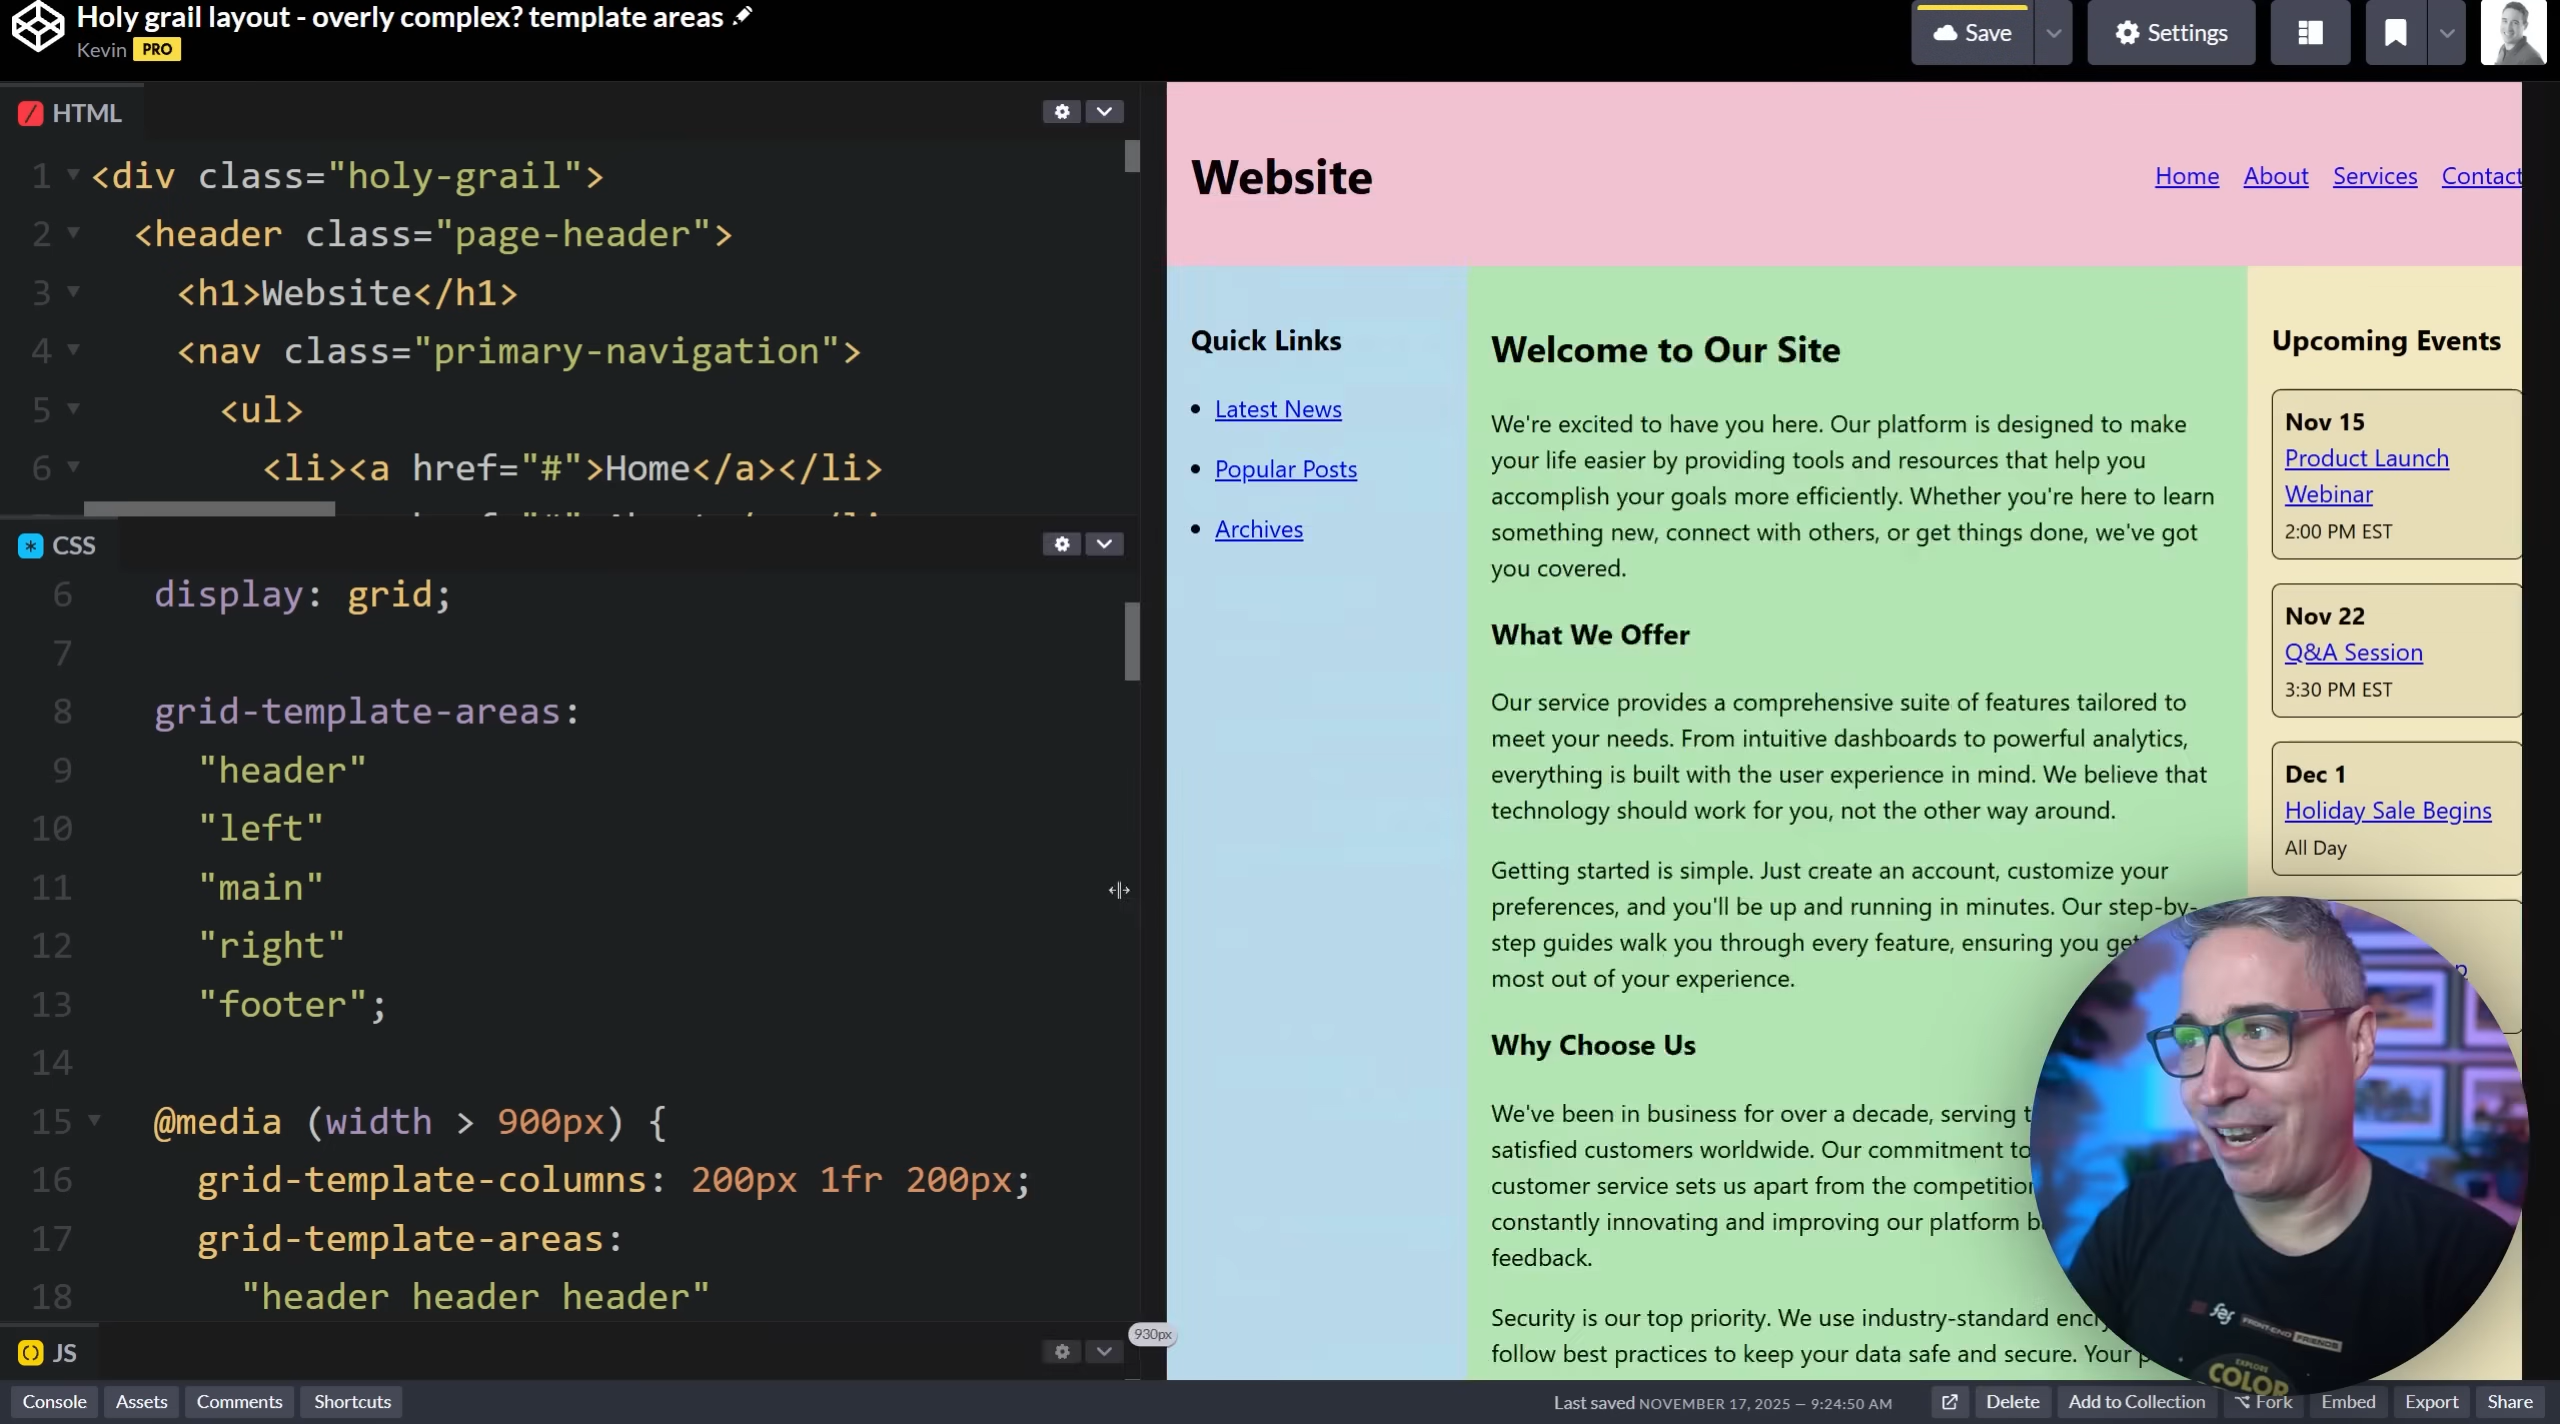 Holy grail layout - overly complex? template areas
Kevin PRO
Save
Settings
HTML
1 <div class="holy-grail">
2 <header class="page-header">
3 <h1>Website</h1>
4 <nav class="primary-navigation">
5 <ul>
6 <li><a href="#">Home</a></li>
CSS
6 display: grid;
7
8 grid-template-areas:
9 "header"
10 "left"
11 "main"
12 "right"
13 "footer";
14
15 @media (width > 900px) {
16 grid-template-columns: 200px 1fr 200px;
17 grid-template-areas:
18 "header header header"
JS
930px
Website
Home About Services Contact
Quick Links
Latest News
Popular Posts
Archives
Welcome to Our Site
We're excited to have you here. Our platform is designed to make
your life easier by providing tools and resources that help you
accomplish your goals more efficiently. Whether you're here to learn
something new, connect with others, or get things done, we've got
you covered.
What We Offer
Our service provides a comprehensive suite of features tailored to
meet your needs. From intuitive dashboards to powerful analytics,
everything is built with the user experience in mind. We believe that
technology should work for you, not the other way around.
Getting started is simple. Just create an account, customize your
preferences, and you'll be up and running in minutes. Our step-by-
step guides walk you through every feature, ensuring you get
most out of your experience.
Why Choose Us
We've been in business for over a decade, serving
satisfied customers worldwide. Our commitment to
customer service sets us apart from the competition
constantly innovating and improving our platform
feedback.
Security is our top priority. We use industry-standard
follow best practices to keep your data safe and secure. Your
Upcoming Events
Nov 15
Product Launch
Webinar
2:00 PM EST
Nov 22
Q&A Session
3:30 PM EST
Dec 1
Holiday Sale Begins
All Day
FRONT-END FRIENDS
EXPLORE
COLOR
Console Assets Comments Shortcuts
Last saved NOVEMBER 17, 2025 — 9:24:50 AM
Delete Add to Collection Fork Embed Export Share